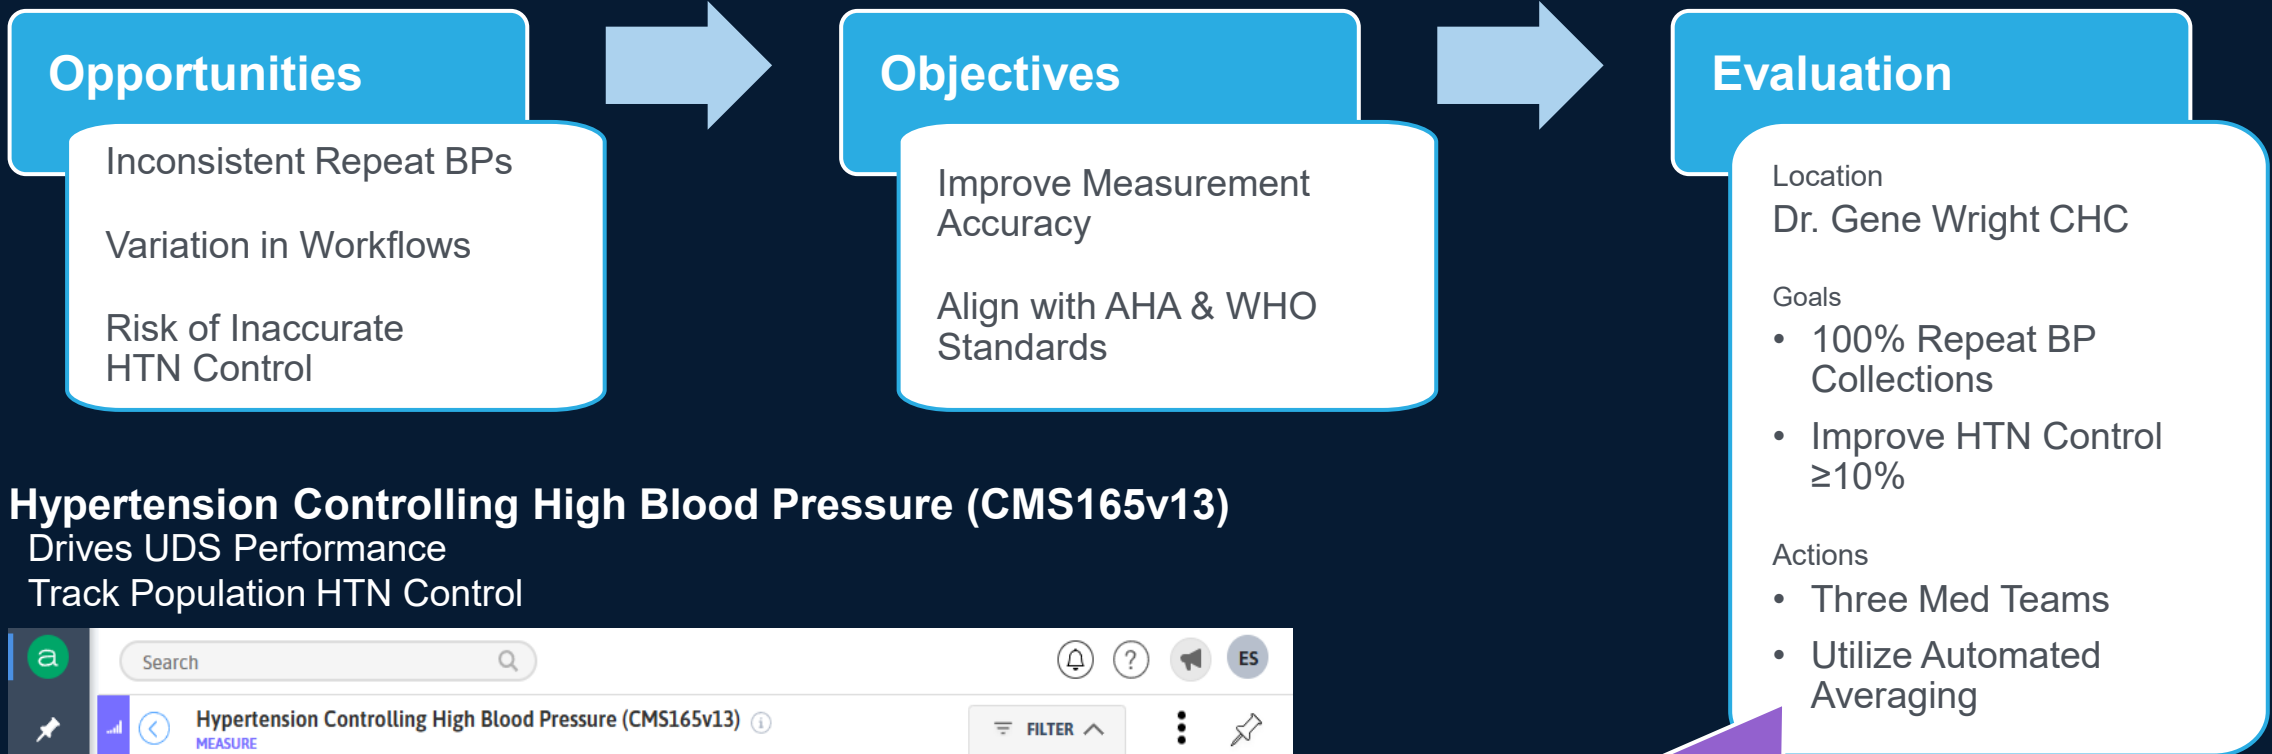 Opportunities
Inconsistent Repeat BPs
Variation in Workflows
Risk of Inaccurate
HTN Control
Objectives
Improve Measurement
Accuracy
Align with AHA & WHO
Standards
Evaluation
Location
Dr. Gene Wright CHC
Goals
• 100% Repeat BP
Collections
• Improve HTN Control
≥10%
Actions
• Three Med Teams
• Utilize Automated
Averaging
Hypertension Controlling High Blood Pressure (CMS165v13)
Drives UDS Performance
Track Population HTN Control
a
Search
?
ES
Hypertension Controlling High Blood Pressure (CMS165v13) i
MEASURE
FILTER